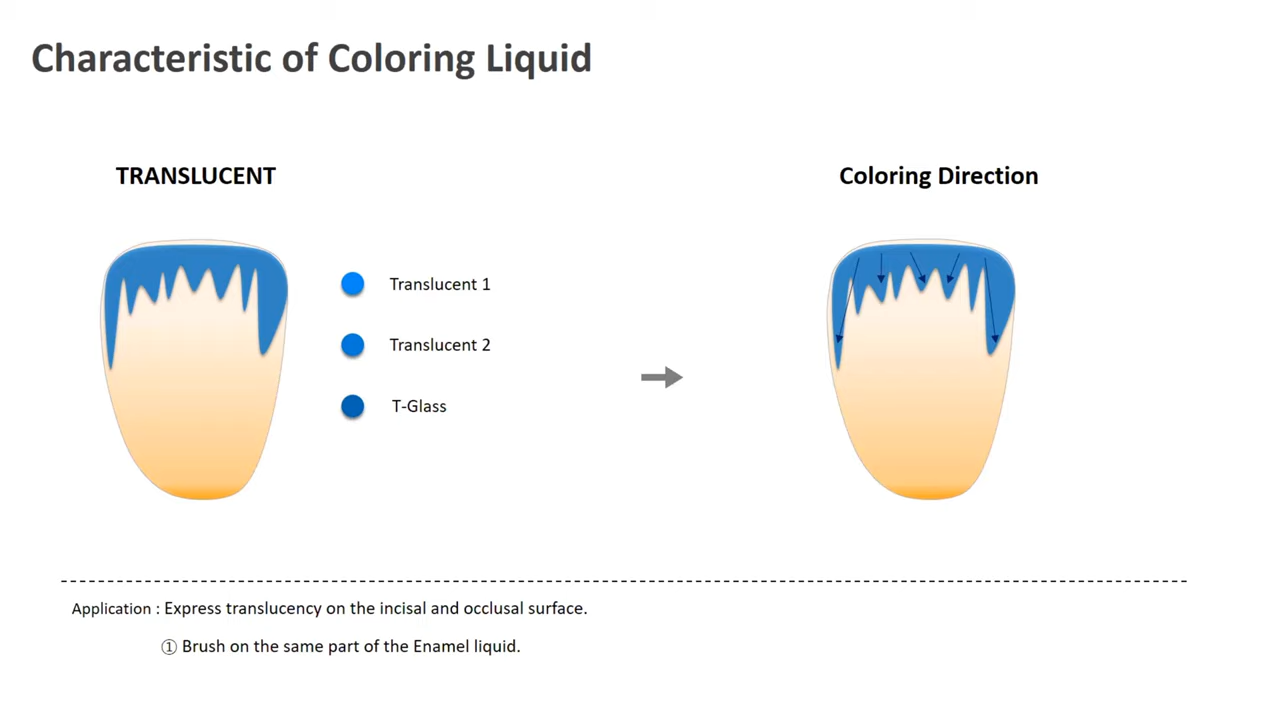 Characteristic of Coloring Liquid
TRANSLUCENT
Translucent 1
Translucent 2
T-Glass
Coloring Direction
Application : Express translucency on the incisal and occlusal surface.
① Brush on the same part of the Enamel liquid.